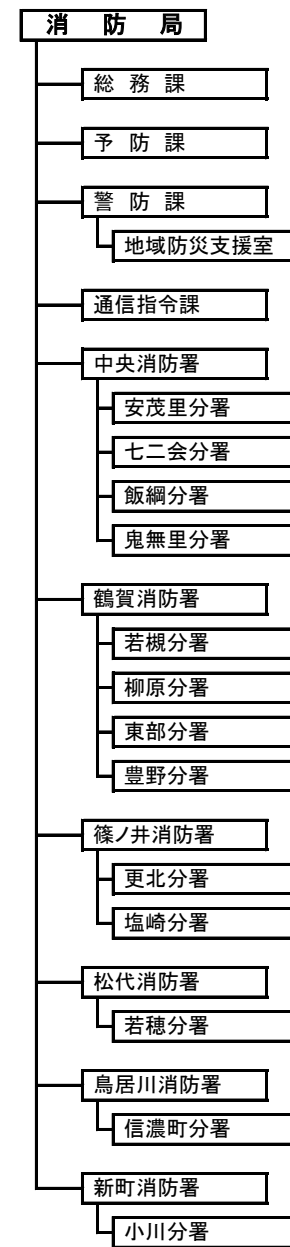 消防局
総務課
予防課
警防課
地域防災支援室
通信指令課
中央消防署
安茂里分署
七二会分署
飯綱分署
鬼無里分署
鶴賀消防署
若槻分署
柳原分署
東部分署
豊野分署
篠ノ井消防署
更北分署
塩崎分署
松代消防署
若穂分署
鳥居川消防署
信濃町分署
新町消防署
小川分署